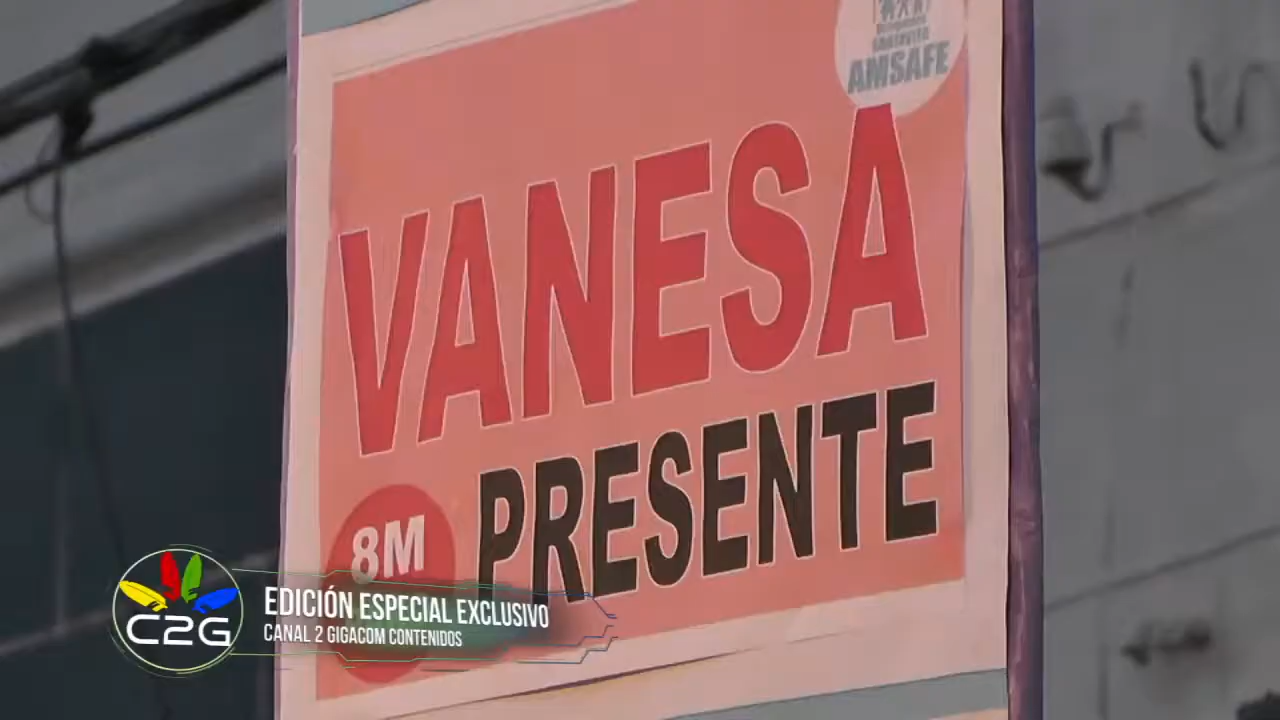 AMSAFE
VANESA
PRESENTE
8M
C2G
EDICIÓN ESPECIAL EXCLUSIVO
CANAL 2 GIGACOM CONTENIDOS